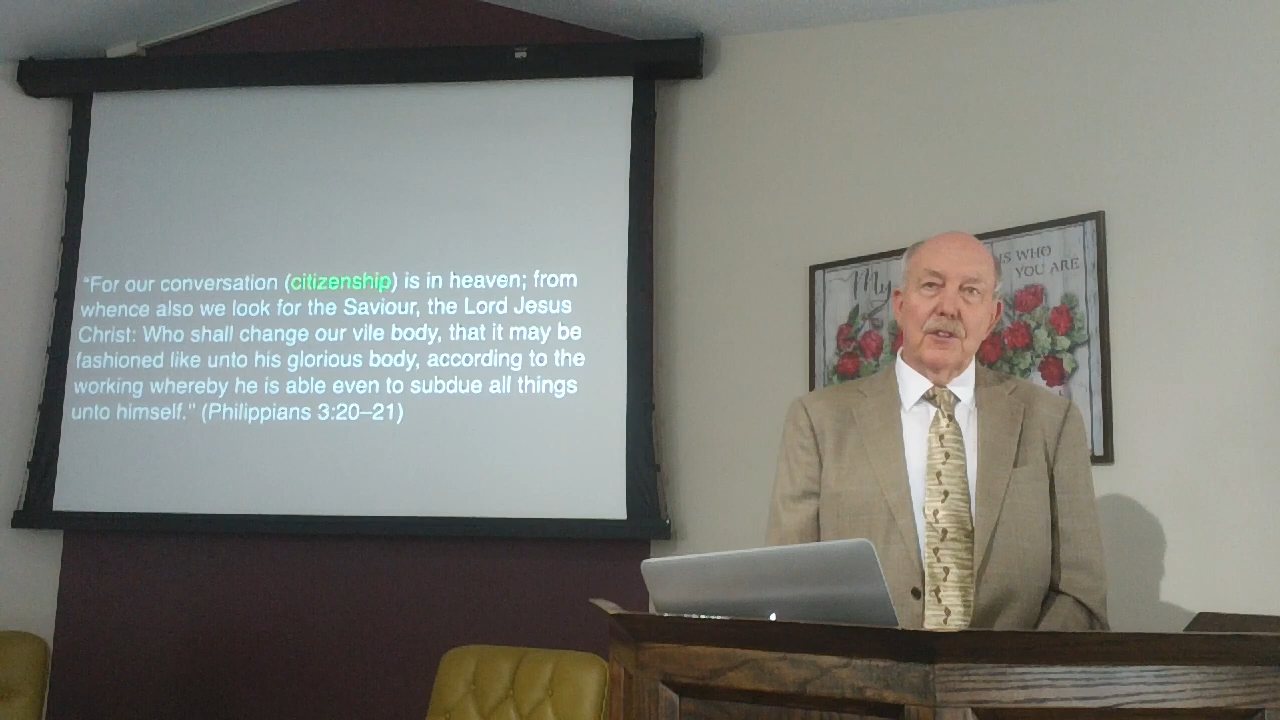 “For our conversation (citizenship) is in heaven; from
whence also we look for the Saviour, the Lord Jesus
Christ: Who shall change our vile body, that it may be
fashioned like unto his glorious body, according to the
working whereby he is able even to subdue all things
unto himself.” (Philippians 3:20–21)
My
IS WHO
YOU ARE